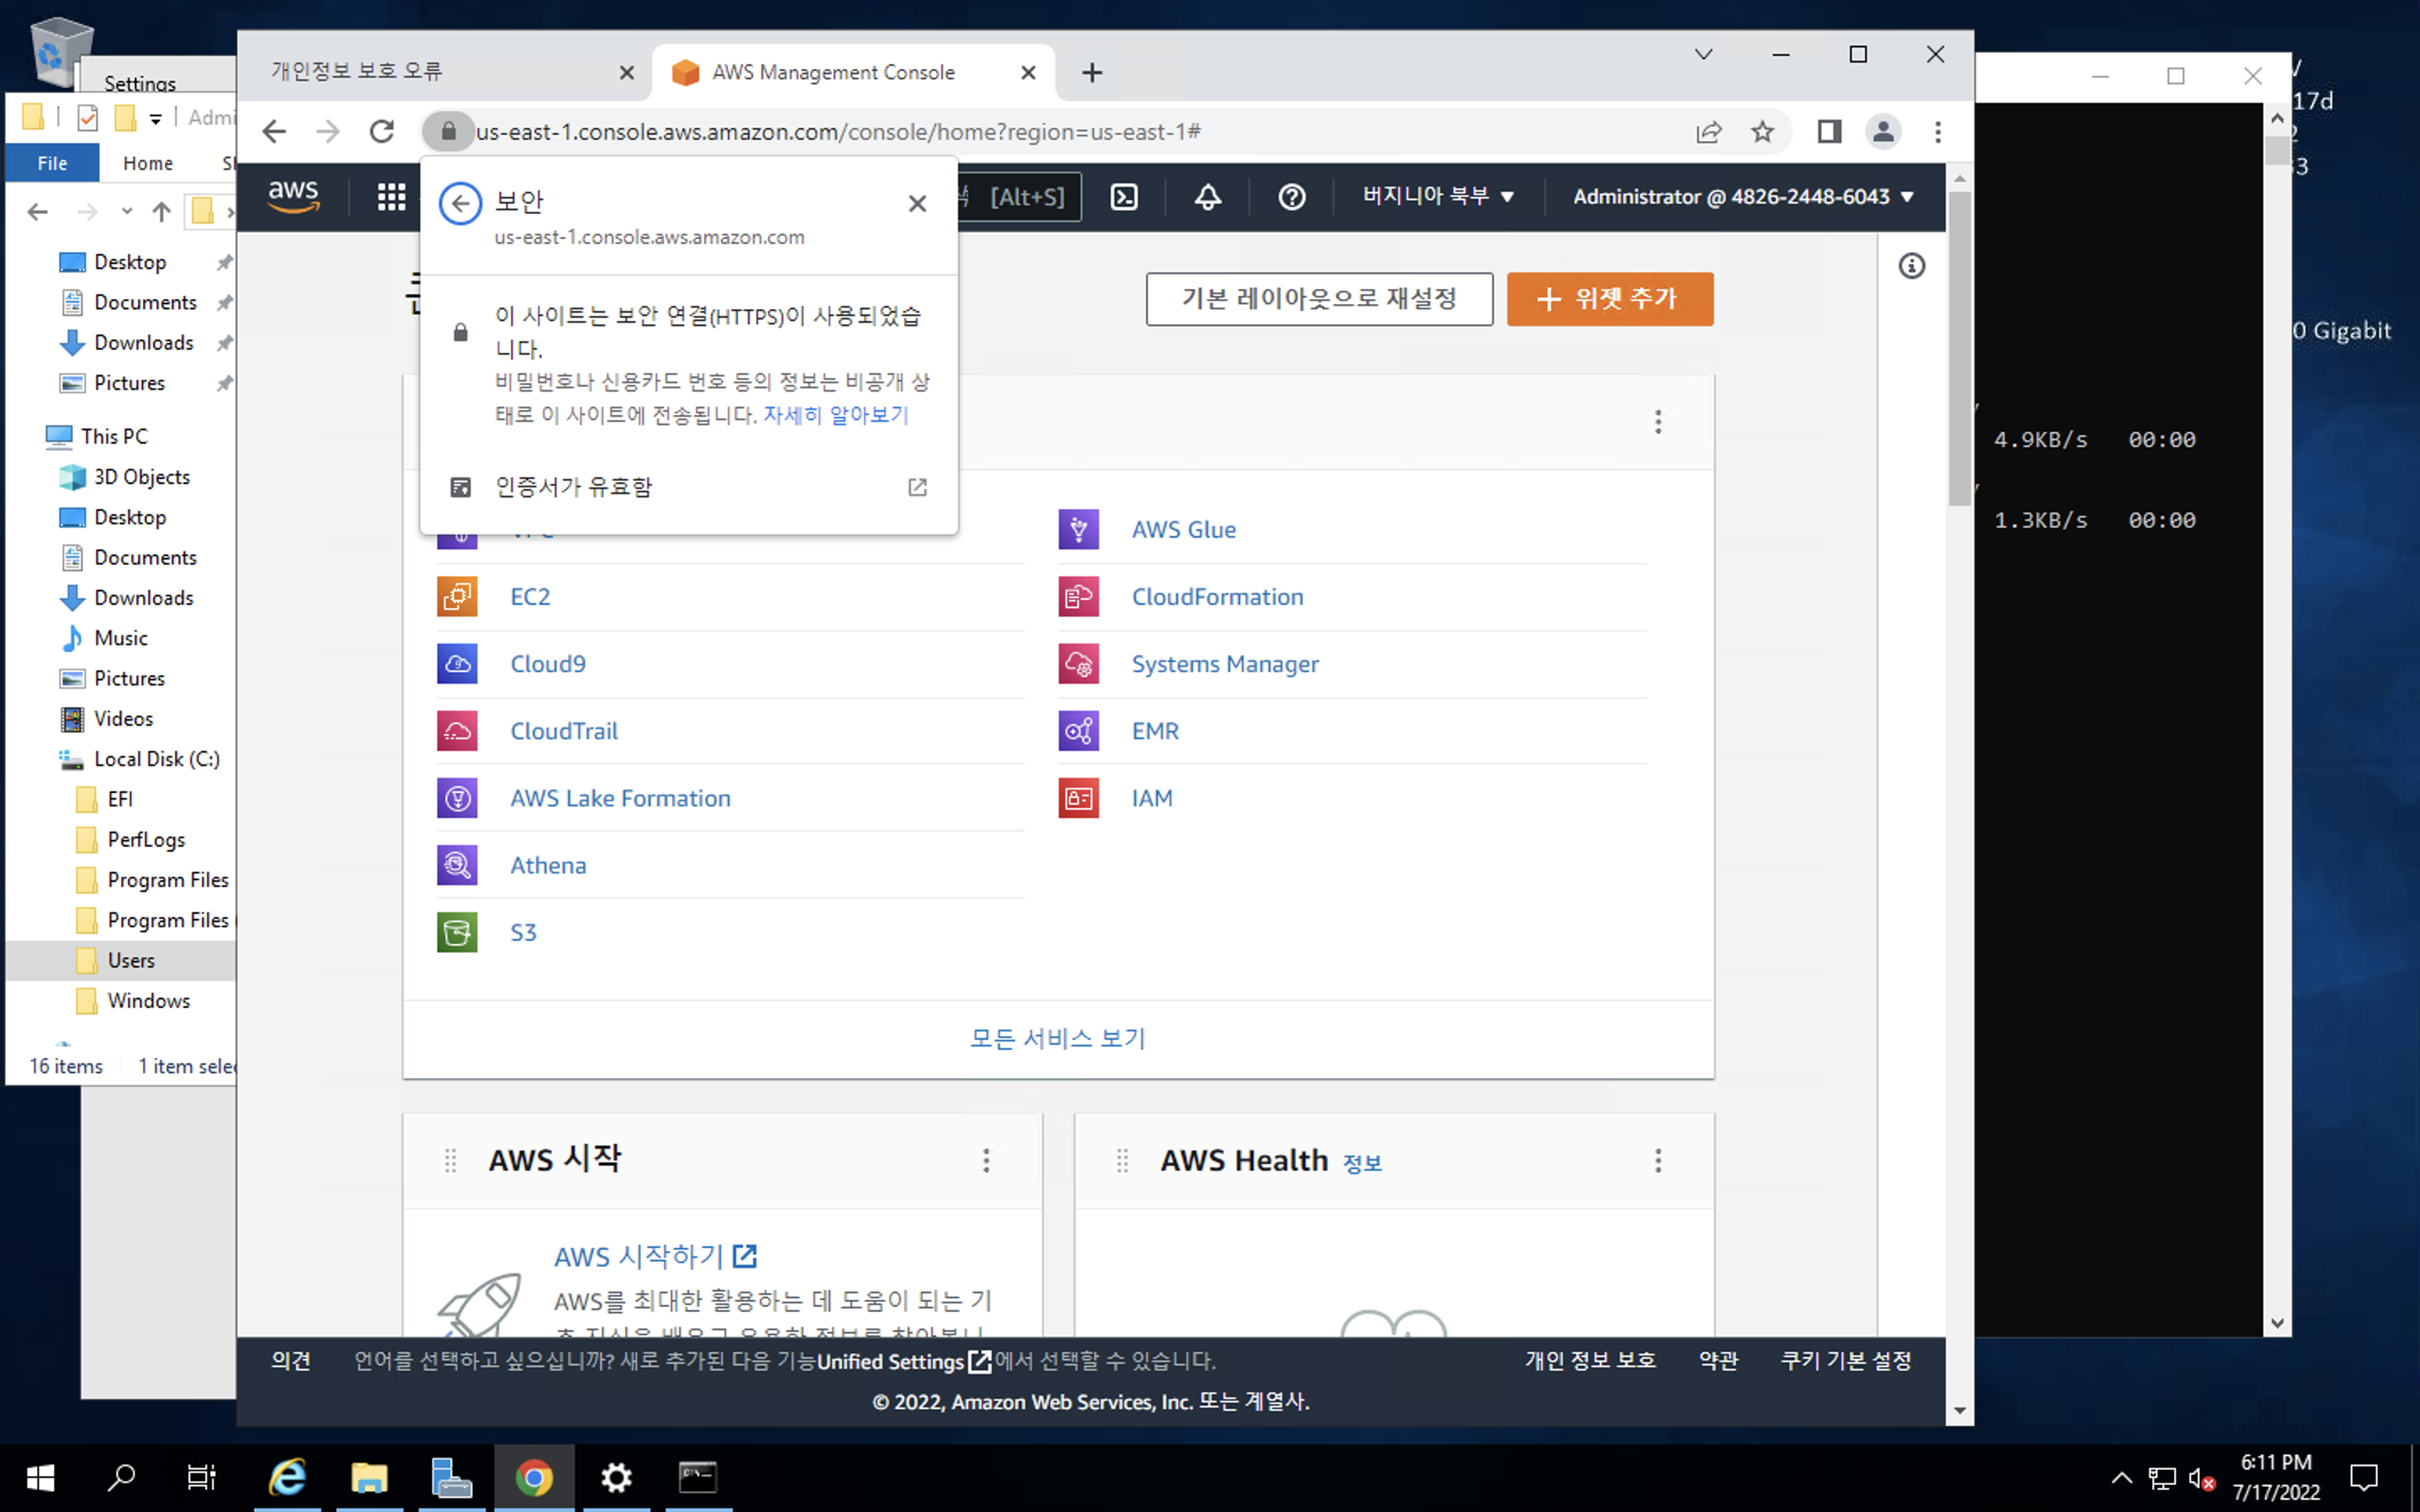 Settings
개인정보 보호 오류
AWS Management Console
us-east-1.console.aws.amazon.com/console/home?region=us-east-1#
File
Home
aws
[Alt+S]
버지니아 북부
Administrator @ 4826-2448-6043
보안
us-east-1.console.aws.amazon.com
이 사이트는 보안 연결(HTTPS)이 사용되었습
니다.
비밀번호나 신용카드 번호 등의 정보는 비공개 상
태로 이 사이트에 전송됩니다. 자세히 알아보기
인증서가 유효함
기본 레이아웃으로 재설정
위젯 추가
AWS Glue
EC2
CloudFormation
Cloud9
Systems Manager
CloudTrail
EMR
AWS Lake Formation
IAM
Athena
S3
모든 서비스 보기
AWS 시작
AWS Health 정보
AWS 시작하기
AWS를 최대한 활용하는 데 도움이 되는 기
의견
언어를 선택하고 싶으십니까? 새로 추가된 다음 기능Unified Settings에서 선택할 수 있습니다.
개인 정보 보호
약관
쿠키 기본 설정
© 2022, Amazon Web Services, Inc. 또는 계열사.
Desktop
Documents
Downloads
Pictures
This PC
3D Objects
Desktop
Documents
Downloads
Music
Pictures
Videos
Local Disk (C:)
EFI
PerfLogs
Program Files
Program Files
Users
Windows
16 items
1 item
17d
0 Gigabit
4.9KB/s 00:00
1.3KB/s 00:00
6:11 PM
7/17/2022